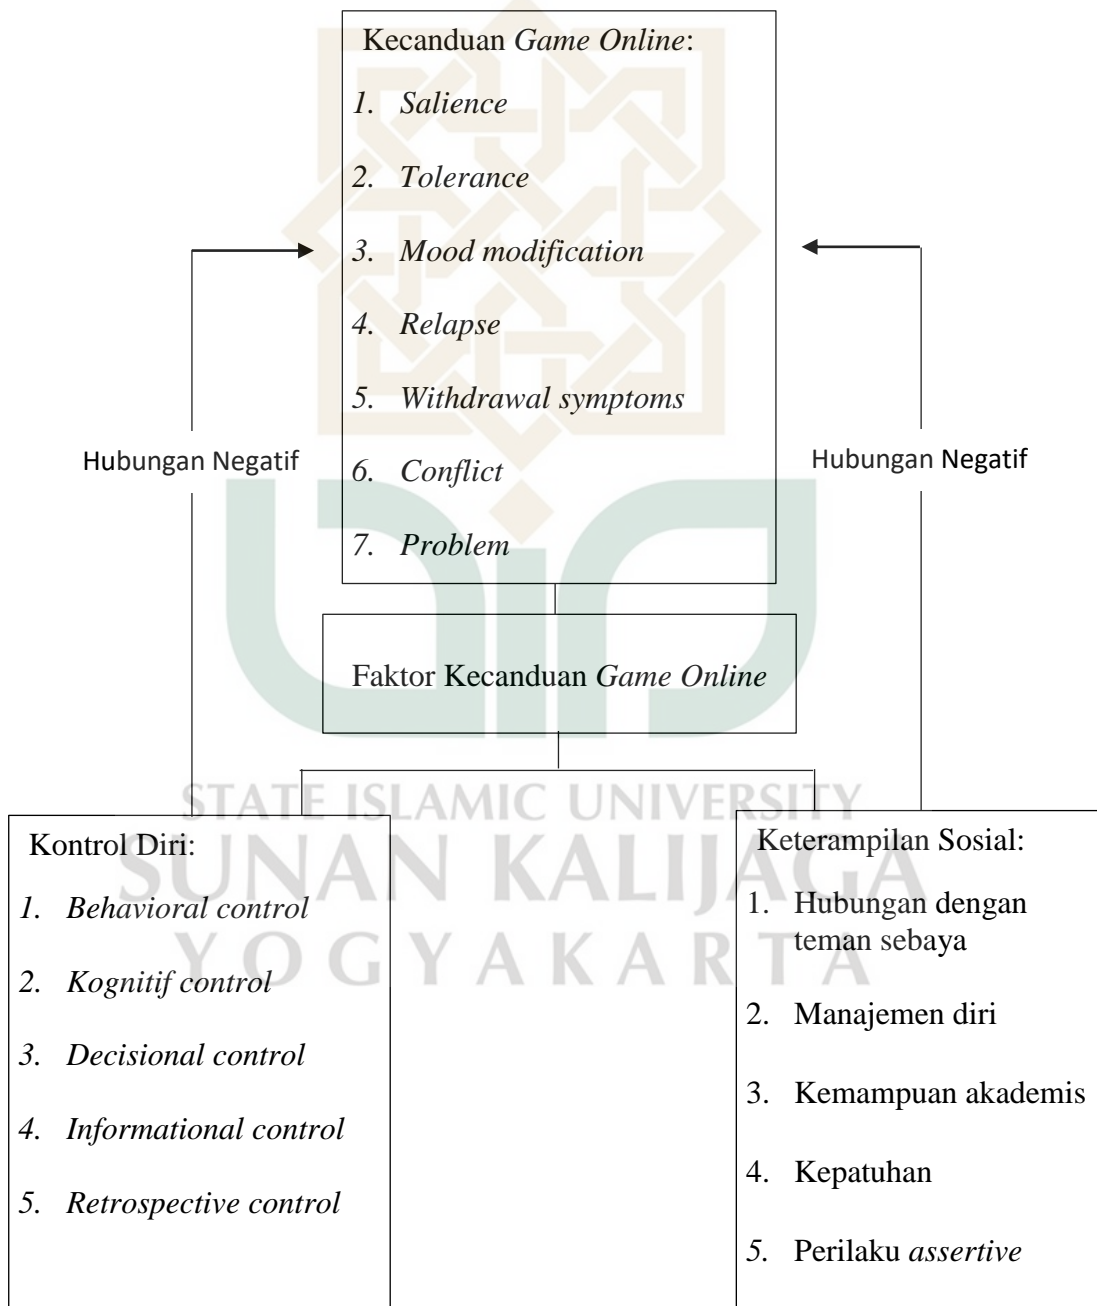 Kecanduan Game Online:
1. Salience
2. Tolerance
3. Mood modification
4. Relapse
5. Withdrawal symptoms
6. Conflict
7. Problem
Hubungan Negatif
Hubungan Negatif
Faktor Kecanduan Game Online
STATE ISLAMIC UNIVERSITY
SUNAN KALIJAGA
YOGYAKARTA
Kontrol Diri:
1. Behavioral control
2. Kognitif control
3. Decisional control
4. Informational control
5. Retrospective control
Keterampilan Sosial:
1. Hubungan dengan
teman sebaya
2. Manajemen diri
3. Kemampuan akademis
4. Kepatuhan
5. Perilaku assertive